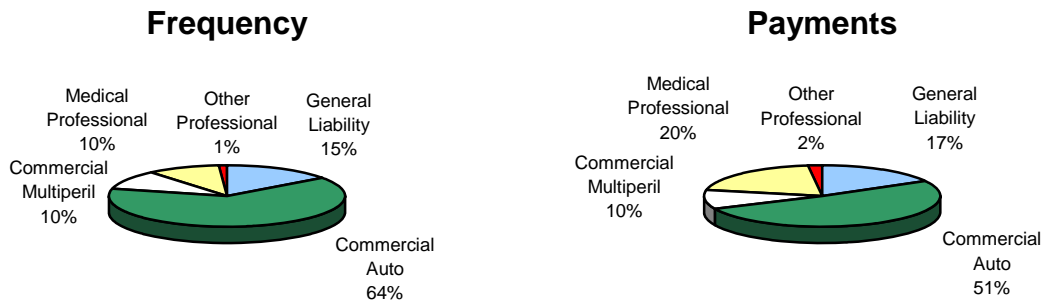 Frequency
Medical
Professional
10%
Other
Professional
1%
General
Liability
15%
Commercial
Multiperil
10%
Commercial
Auto
64%
Payments
Medical
Professional
20%
Other
Professional
2%
General
Liability
17%
Commercial
Multiperil
10%
Commercial
Auto
51%